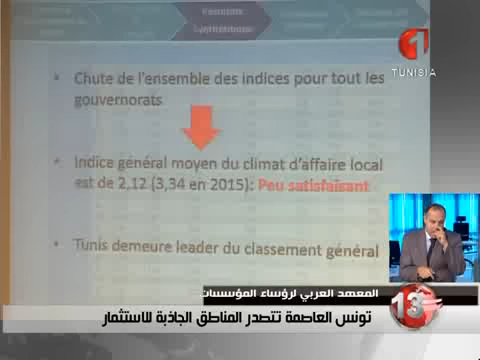 Résultats
Synthétiques
TUNISIA
• Chute de l'ensemble des indices pour tout les
gouvernorats
• Indice général moyen du climat d'affaire local
est de 2,12 (3,34 en 2015): Peu satisfaisant
• Tunis demeure leader du classement général
المعهد العربي لرؤساء المؤسسات
تونس العاصمة تتصدر المناطق الجاذبة للاستثمار
13